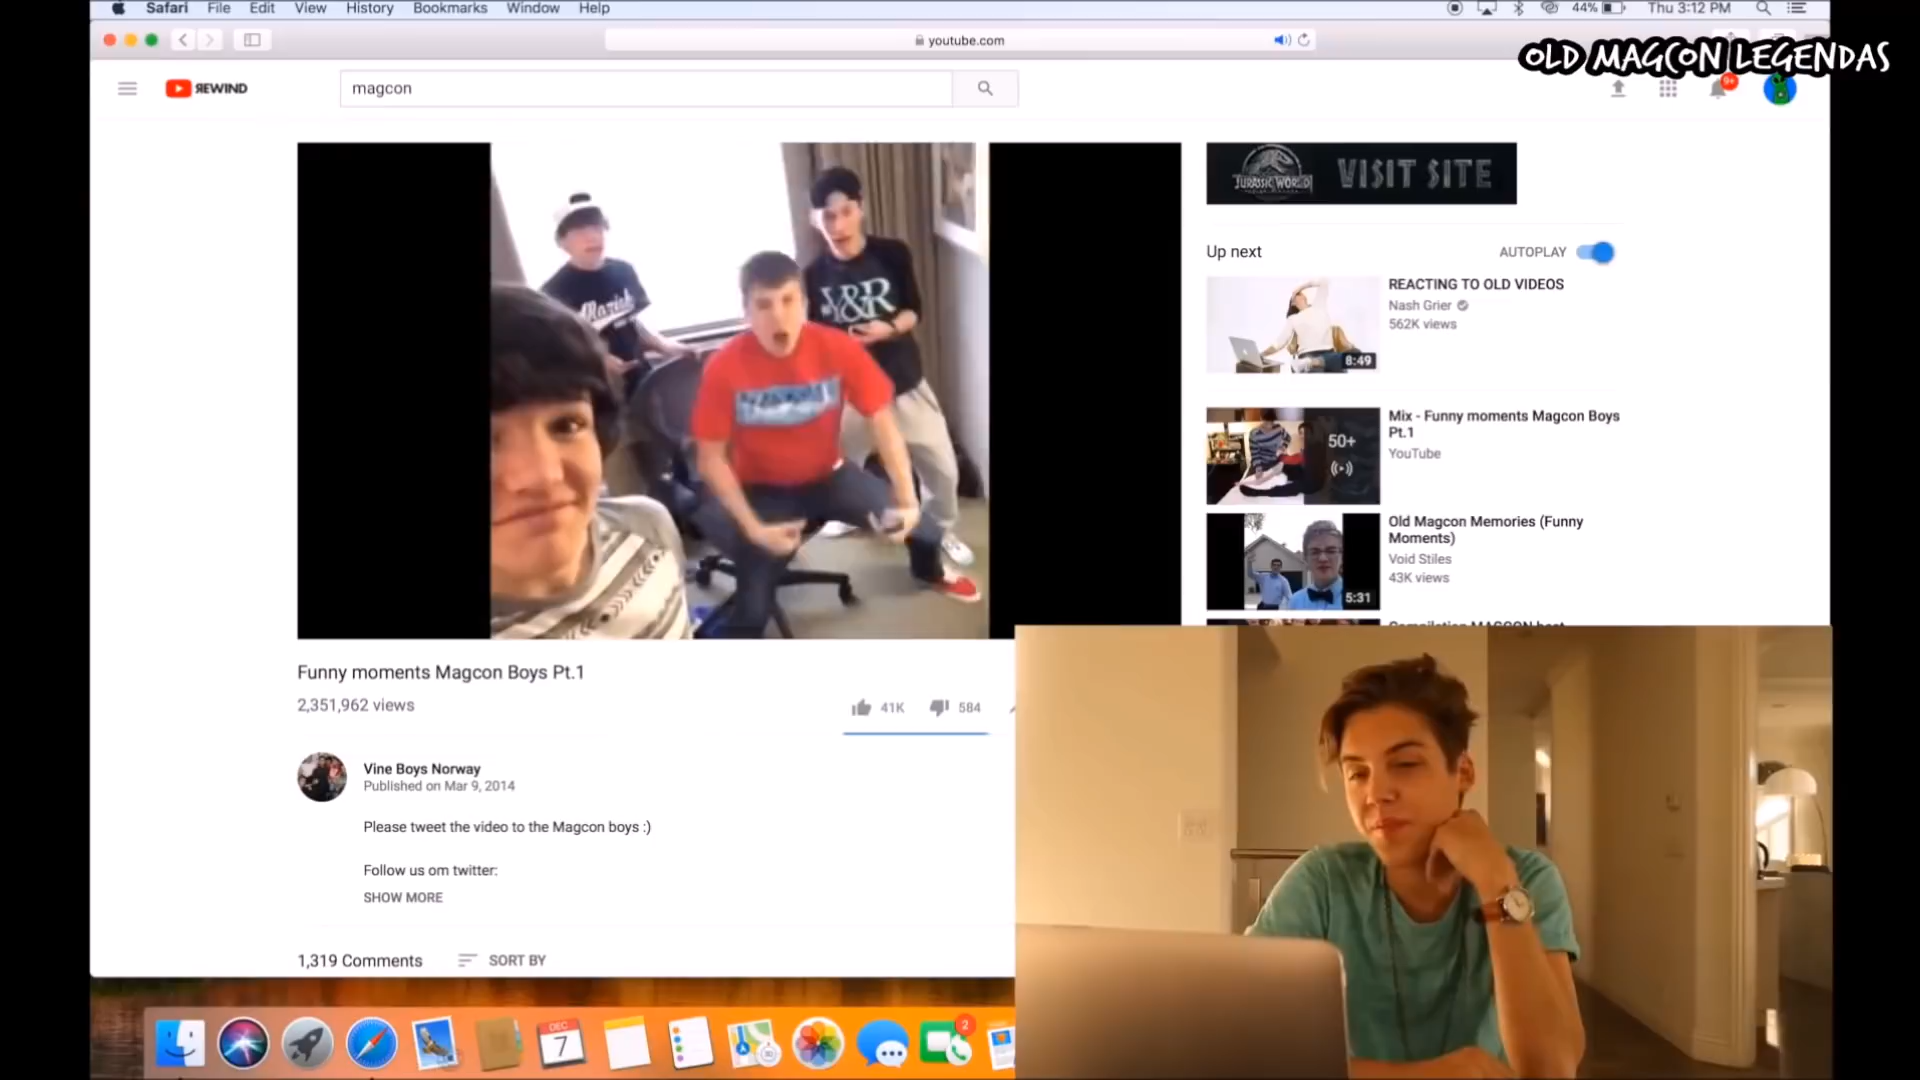 Safari File Edit View History Bookmarks Window Help
44% Thu 3:12 PM
youtube.com
OLD MAGCON LEGENDAS
REWIND
magcon
9+
JURASSIC WORLD
VISIT SITE
Y&R
Up next
AUTOPLAY
REACTING TO OLD VIDEOS
Nash Grier
562K views
8:49
Mix - Funny moments Magcon Boys
Pt.1
YouTube
50+
Old Magcon Memories (Funny
Moments)
Void Stiles
43K views
5:31
Funny moments Magcon Boys Pt.1
2,351,962 views
41K
584
Vine Boys Norway
Published on Mar 9, 2014
Please tweet the video to the Magcon boys :)
Follow us om twitter:
SHOW MORE
1,319 Comments
SORT BY
DEC
7
2